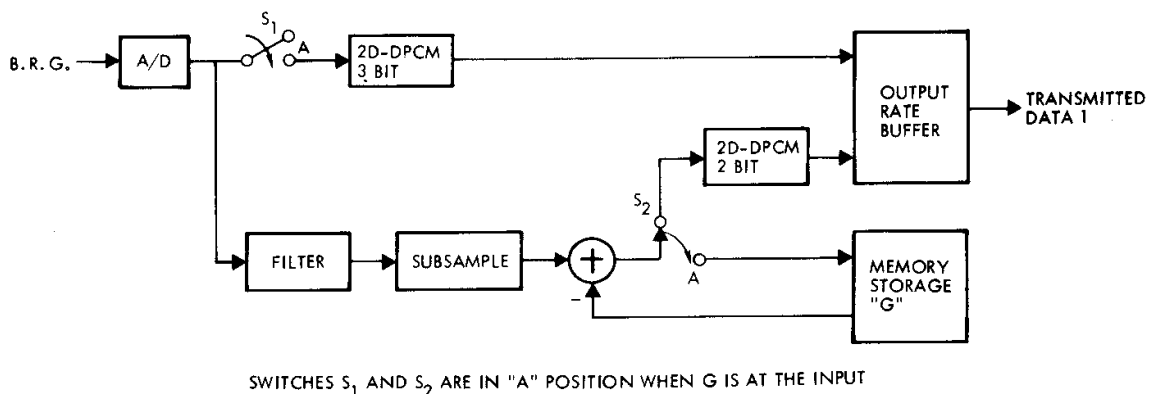 B.R.G.
A/D
S1
A
2D-DPCM
3 BIT
OUTPUT
RATE
BUFFER
TRANSMITTED
DATA 1
2D-DPCM
2 BIT
S2
A
FILTER
SUBSAMPLE
+
−
MEMORY
STORAGE
"G"
SWITCHES S1 AND S2 ARE IN "A" POSITION WHEN G IS AT THE INPUT